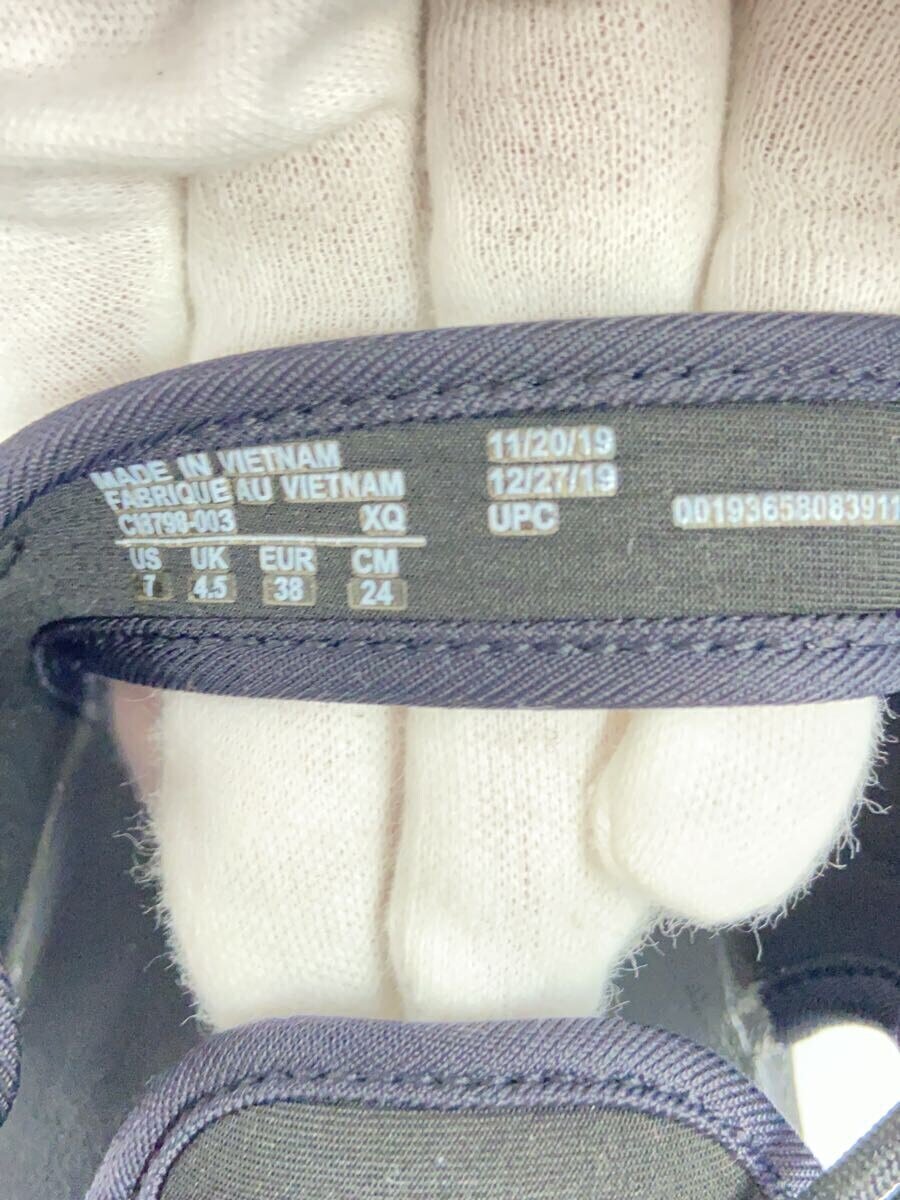 MADE IN VIETNAM
FABRIQUE AU VIETNAM
CI8798-003 XQ
US UK EUR CM
7 4.5 38 24
11/20/19
12/27/19
UPC 00193658083911